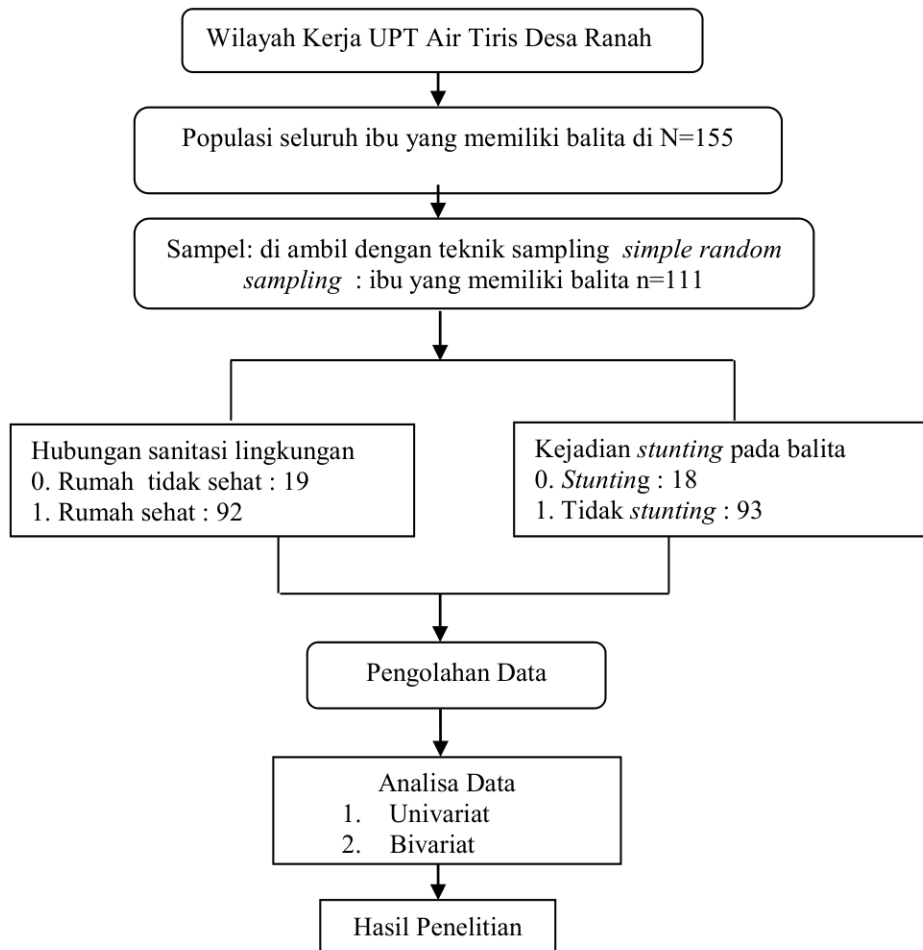 Wilayah Kerja UPT Air Tiris Desa Ranah
Populasi seluruh ibu yang memiliki balita di N=155
Sampel: di ambil dengan teknik sampling simple random
sampling : ibu yang memiliki balita n=111
Hubungan sanitasi lingkungan
0. Rumah tidak sehat : 19
1. Rumah sehat : 92
Kejadian stunting pada balita
0. Stunting : 18
1. Tidak stunting : 93
Pengolahan Data
Analisa Data
1. Univariat
2. Bivariat
Hasil Penelitian